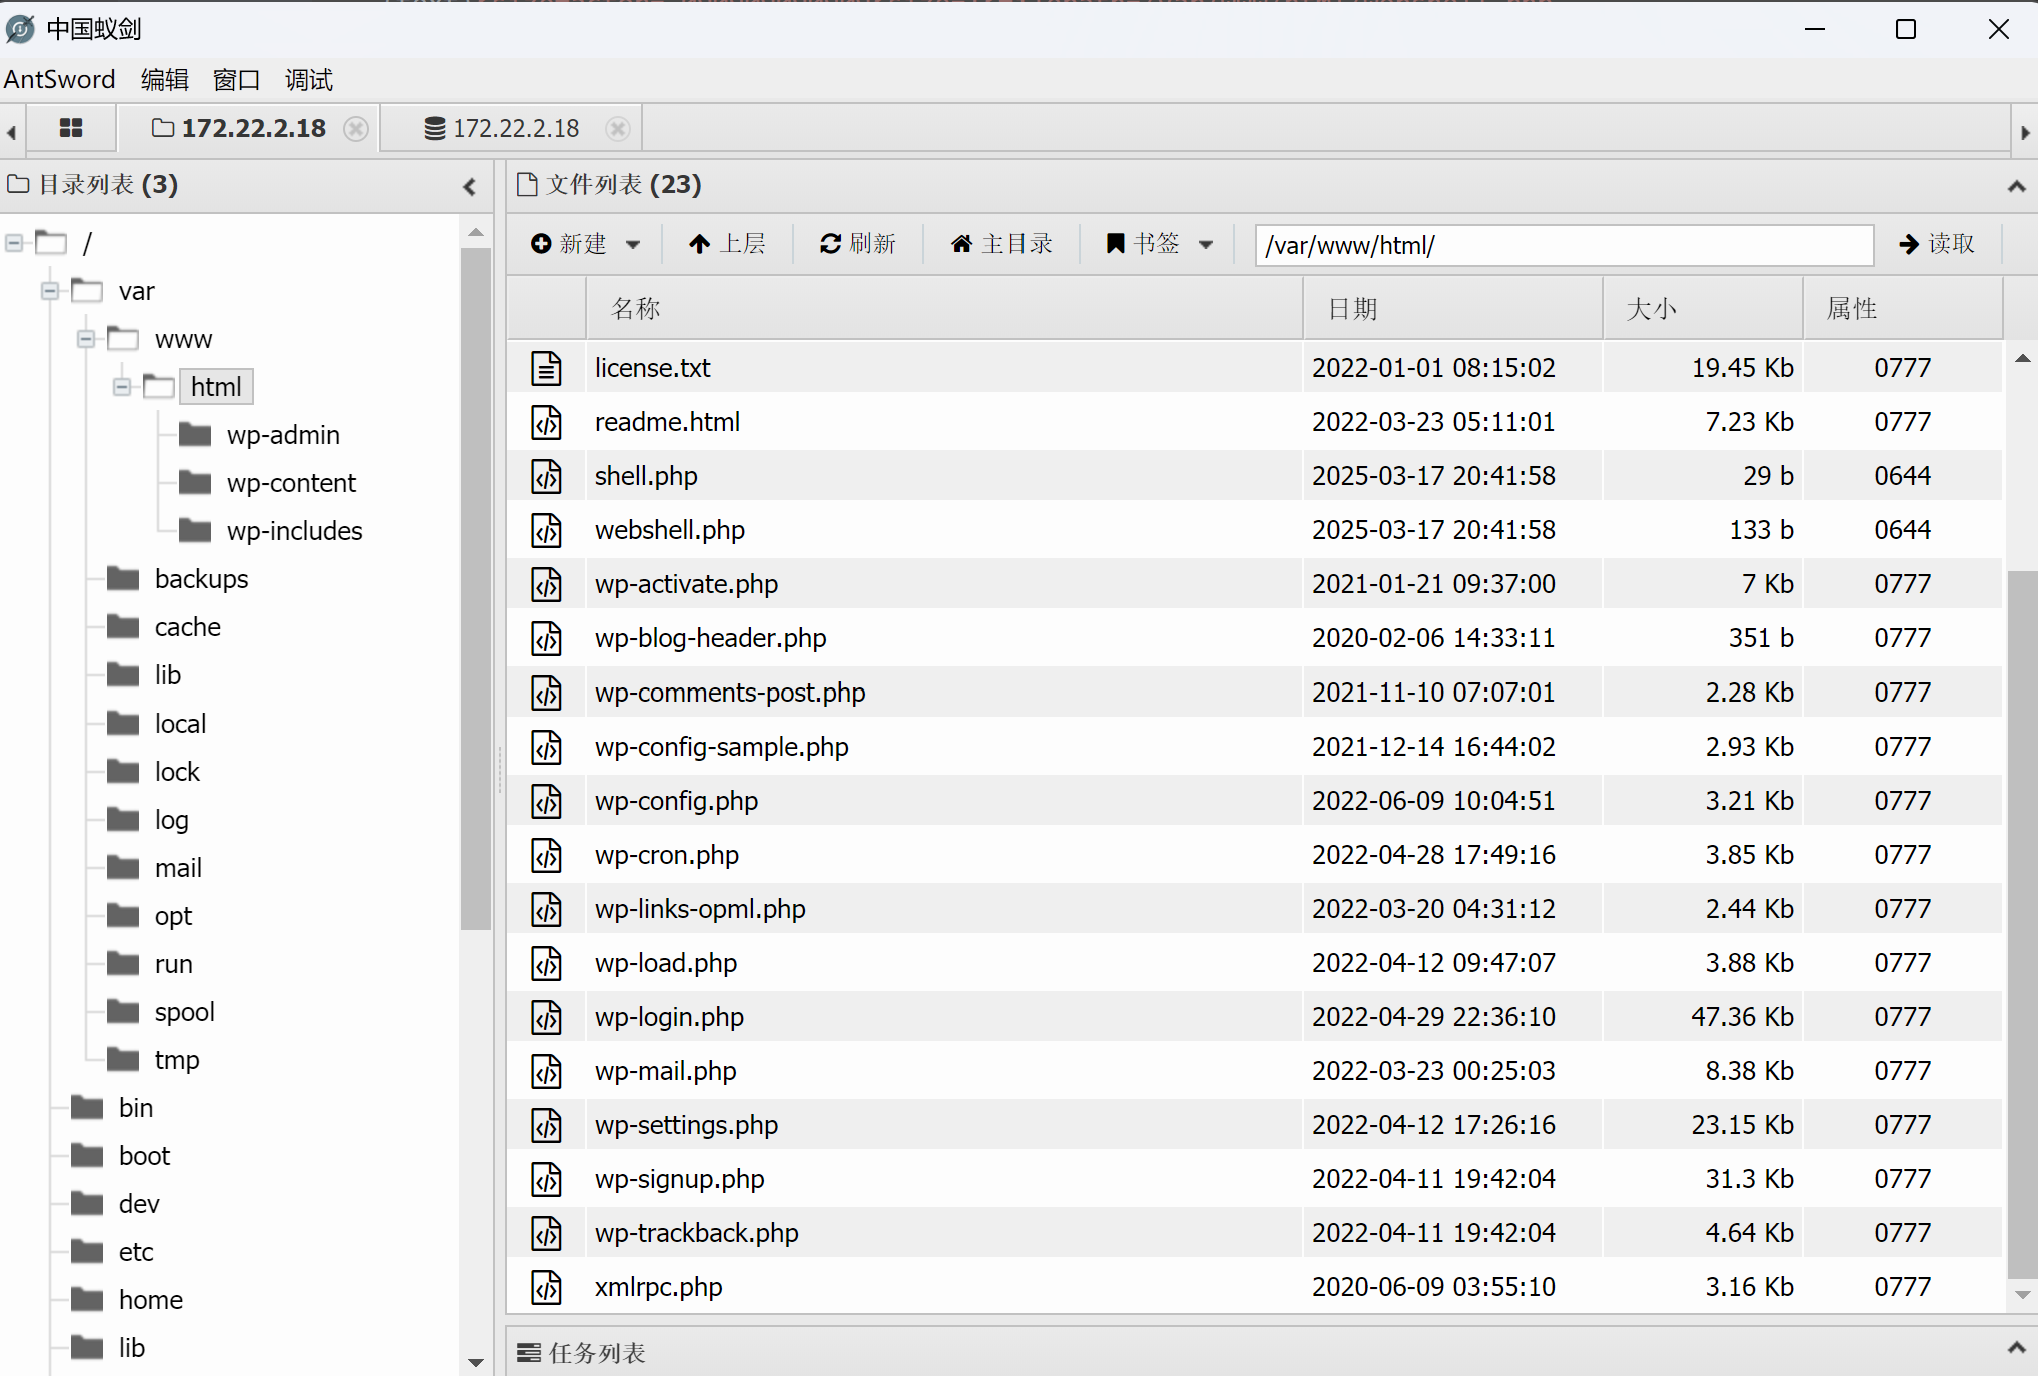 中国蚁剑
AntSword 编辑 窗口 调试
172.22.2.18 172.22.2.18
目录列表 (3)
/
var
www
html
wp-admin
wp-content
wp-includes
backups
cache
lib
local
lock
log
mail
opt
run
spool
tmp
bin
boot
dev
etc
home
lib
文件列表 (23)
新建 上层 刷新 主目录 书签 /var/www/html/ 读取
名称 日期 大小 属性
license.txt 2022-01-01 08:15:02 19.45 Kb 0777
readme.html 2022-03-23 05:11:01 7.23 Kb 0777
shell.php 2025-03-17 20:41:58 29 b 0644
webshell.php 2025-03-17 20:41:58 133 b 0644
wp-activate.php 2021-01-21 09:37:00 7 Kb 0777
wp-blog-header.php 2020-02-06 14:33:11 351 b 0777
wp-comments-post.php 2021-11-10 07:07:01 2.28 Kb 0777
wp-config-sample.php 2021-12-14 16:44:02 2.93 Kb 0777
wp-config.php 2022-06-09 10:04:51 3.21 Kb 0777
wp-cron.php 2022-04-28 17:49:16 3.85 Kb 0777
wp-links-opml.php 2022-03-20 04:31:12 2.44 Kb 0777
wp-load.php 2022-04-12 09:47:07 3.88 Kb 0777
wp-login.php 2022-04-29 22:36:10 47.36 Kb 0777
wp-mail.php 2022-03-23 00:25:03 8.38 Kb 0777
wp-settings.php 2022-04-12 17:26:16 23.15 Kb 0777
wp-signup.php 2022-04-11 19:42:04 31.3 Kb 0777
wp-trackback.php 2022-04-11 19:42:04 4.64 Kb 0777
xmlrpc.php 2020-06-09 03:55:10 3.16 Kb 0777
任务列表